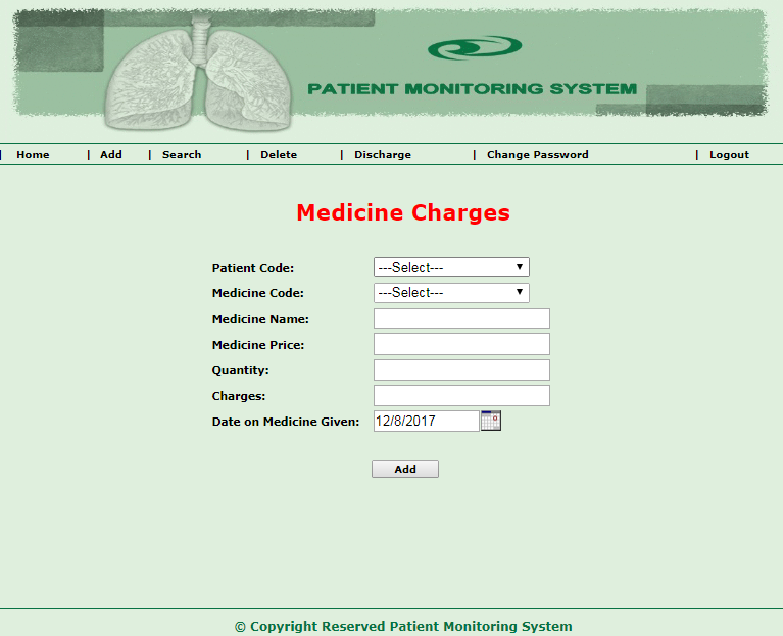 PATIENT MONITORING SYSTEM
| Home | Add | Search | Delete | Discharge | Change Password | Logout
Medicine Charges
Patient Code: ---Select---
Medicine Code: ---Select---
Medicine Name:
Medicine Price:
Quantity:
Charges:
Date on Medicine Given: 12/8/2017
Add
© Copyright Reserved Patient Monitoring System